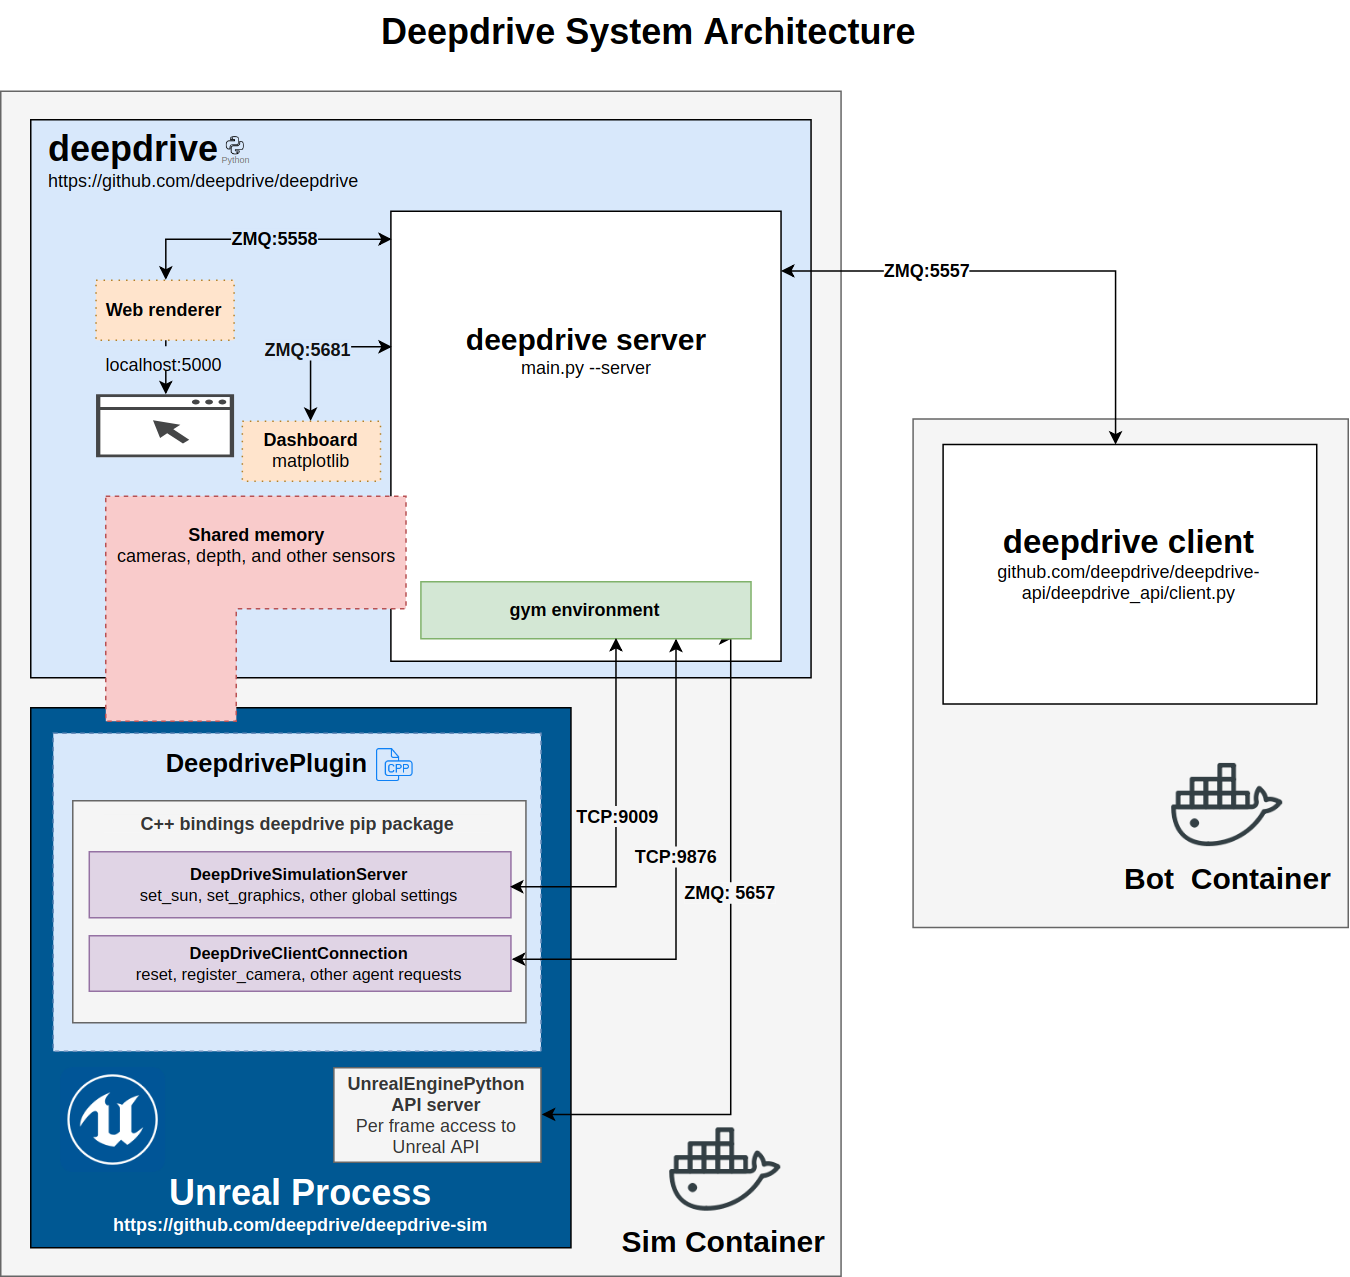 Deepdrive System Architecture
deepdrive
Python
https://github.com/deepdrive/deepdrive
ZMQ:5558
ZMQ:5557
Web renderer
deepdrive server
main.py --server
ZMQ:5681
localhost:5000
Dashboard
matplotlib
Shared memory
cameras, depth, and other sensors
gym environment
deepdrive client
github.com/deepdrive/deepdrive-
api/deepdrive_api/client.py
Bot  Container
DeepdrivePlugin
CPP
C++ bindings deepdrive pip package
DeepDriveSimulationServer
set_sun, set_graphics, other global settings
DeepDriveClientConnection
reset, register_camera, other agent requests
TCP:9009
TCP:9876
ZMQ: 5657
UnrealEnginePython
API server
Per frame access to
Unreal API
Unreal Process
https://github.com/deepdrive/deepdrive-sim
Sim Container